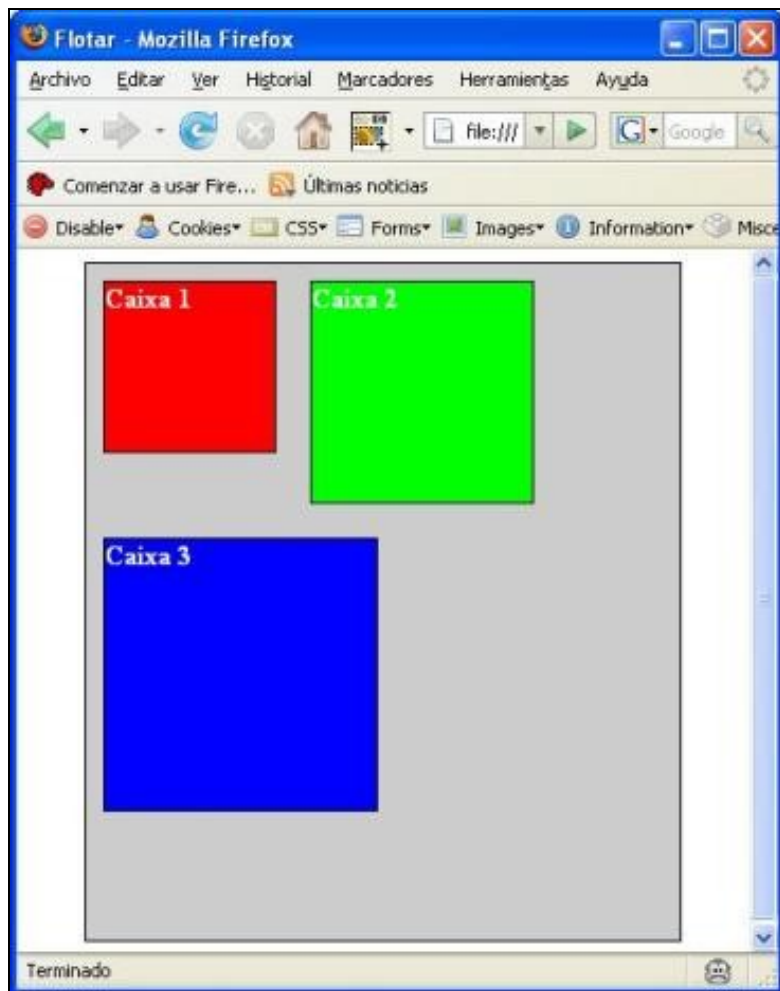 Flotar - Mozilla Firefox
Archivo Editar Ver Historial Marcadores Herramientas Ayuda
file:/// G Google
Comenzar a usar Fire... Últimas noticias
Disable Cookies CSS Forms Images Information Misce
Caixa 1 Caixa 2
Caixa 3
Terminado